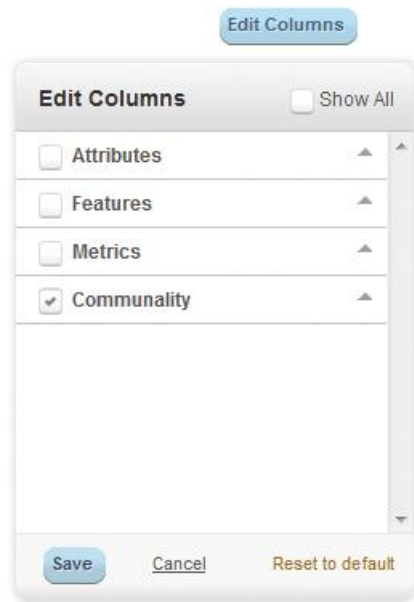 Edit Columns
Edit Columns Show All
Attributes
Features
Metrics
Communality
Save Cancel Reset to default